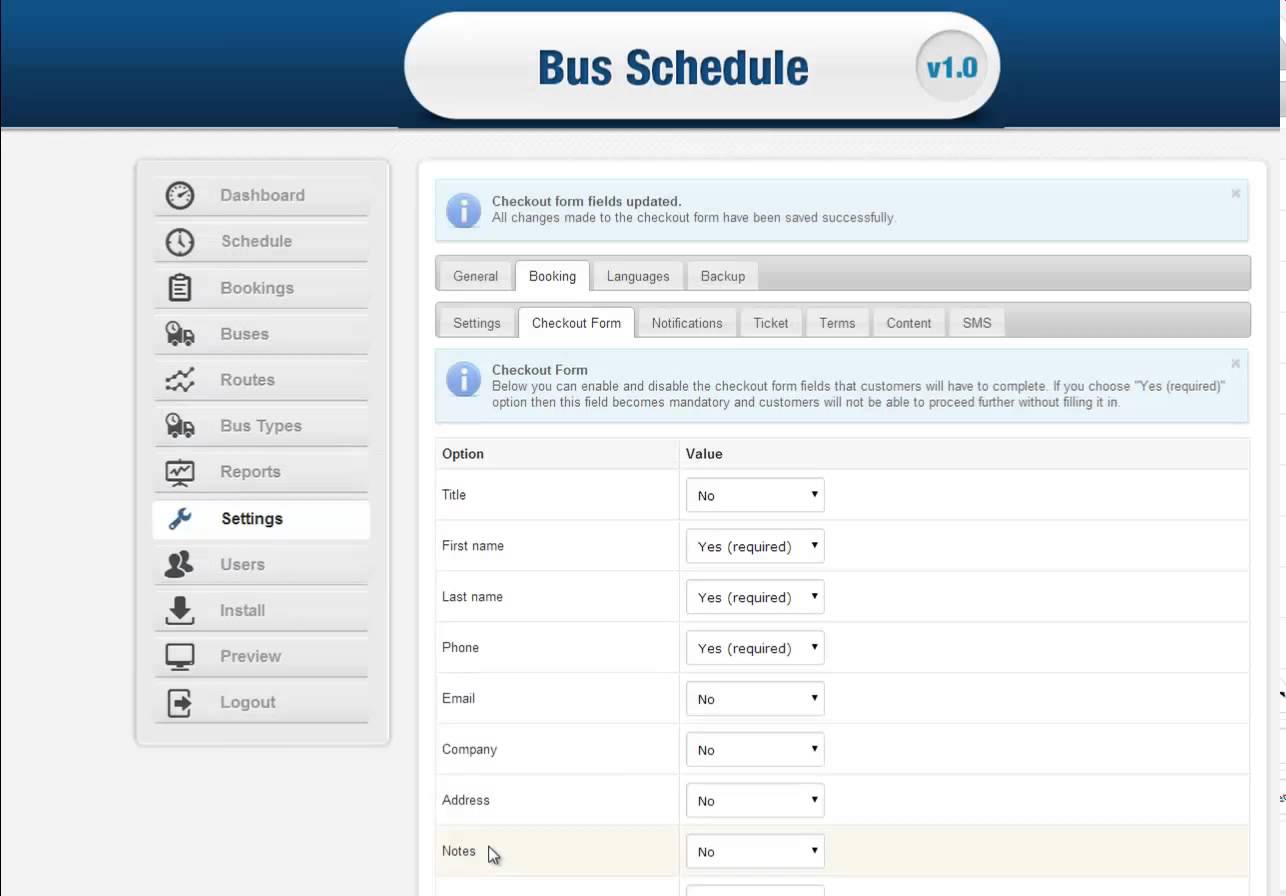 Bus Schedule v1.0
Dashboard
Schedule
Bookings
Buses
Routes
Bus Types
Reports
Settings
Users
Install
Preview
Logout
Checkout form fields updated.
All changes made to the checkout form have been saved successfully.
General Booking Languages Backup
Settings Checkout Form Notifications Ticket Terms Content SMS
Checkout Form
Below you can enable and disable the checkout form fields that customers will have to complete. If you choose "Yes (required)"
option then this field becomes mandatory and customers will not be able to proceed further without filling it in.
Option Value
Title No
First name Yes (required)
Last name Yes (required)
Phone Yes (required)
Email No
Company No
Address No
Notes No